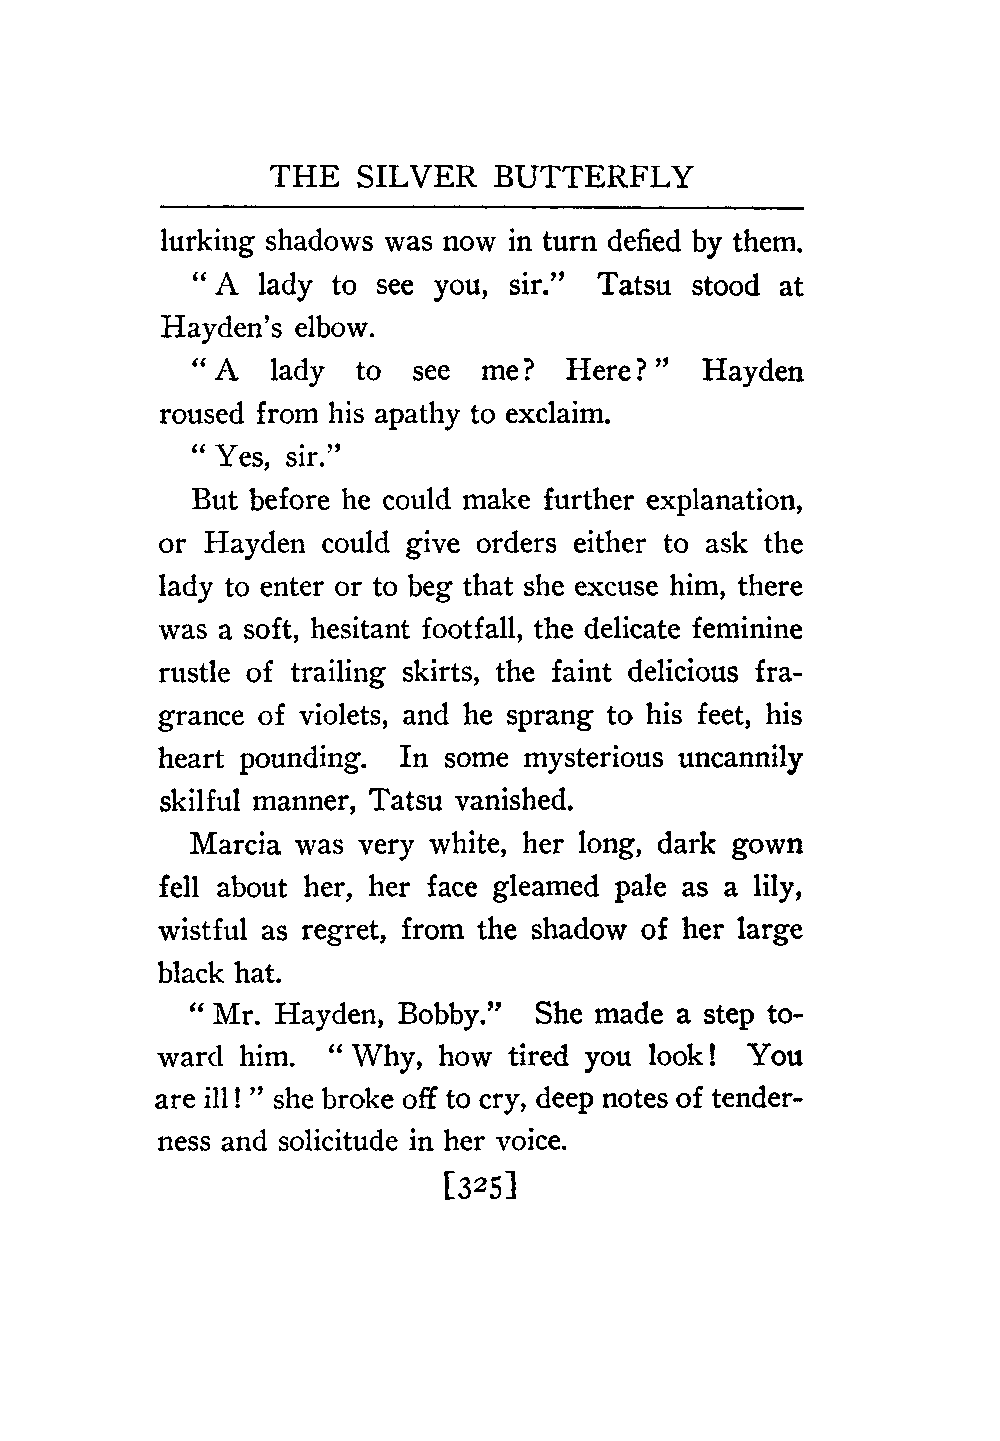 THE SILVER BUTTERFLY
lurking shadows was now in turn defied by them.
“ A lady to see you, sir.” Tatsu stood at
Hayden’s elbow.
“ A lady to see me? Here? ” Hayden
roused from his apathy to exclaim.
“ Yes, sir.”
But before he could make further explanation,
or Hayden could give orders either to ask the
lady to enter or to beg that she excuse him, there
was a soft, hesitant footfall, the delicate feminine
rustle of trailing skirts, the faint delicious fra-
grance of violets, and he sprang to his feet, his
heart pounding. In some mysterious uncannily
skilful manner, Tatsu vanished.
Marcia was very white, her long, dark gown
fell about her, her face gleamed pale as a lily,
wistful as regret, from the shadow of her large
black hat.
“ Mr. Hayden, Bobby.” She made a step to-
ward him. “ Why, how tired you look! You
are ill! ” she broke off to cry, deep notes of tender-
ness and solicitude in her voice.
[325]